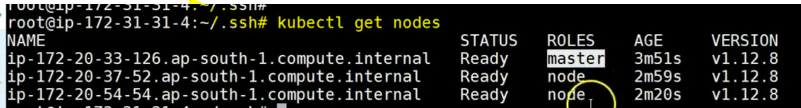 root@ip-172-31-31-4:~/.ssh#
root@ip-172-31-31-4:~/.ssh# kubectl get nodes
NAME STATUS ROLES AGE VERSION
ip-172-20-33-126.ap-south-1.compute.internal Ready master 3m51s v1.12.8
ip-172-20-37-52.ap-south-1.compute.internal Ready node 2m59s v1.12.8
ip-172-20-54-54.ap-south-1.compute.internal Ready node 2m20s v1.12.8